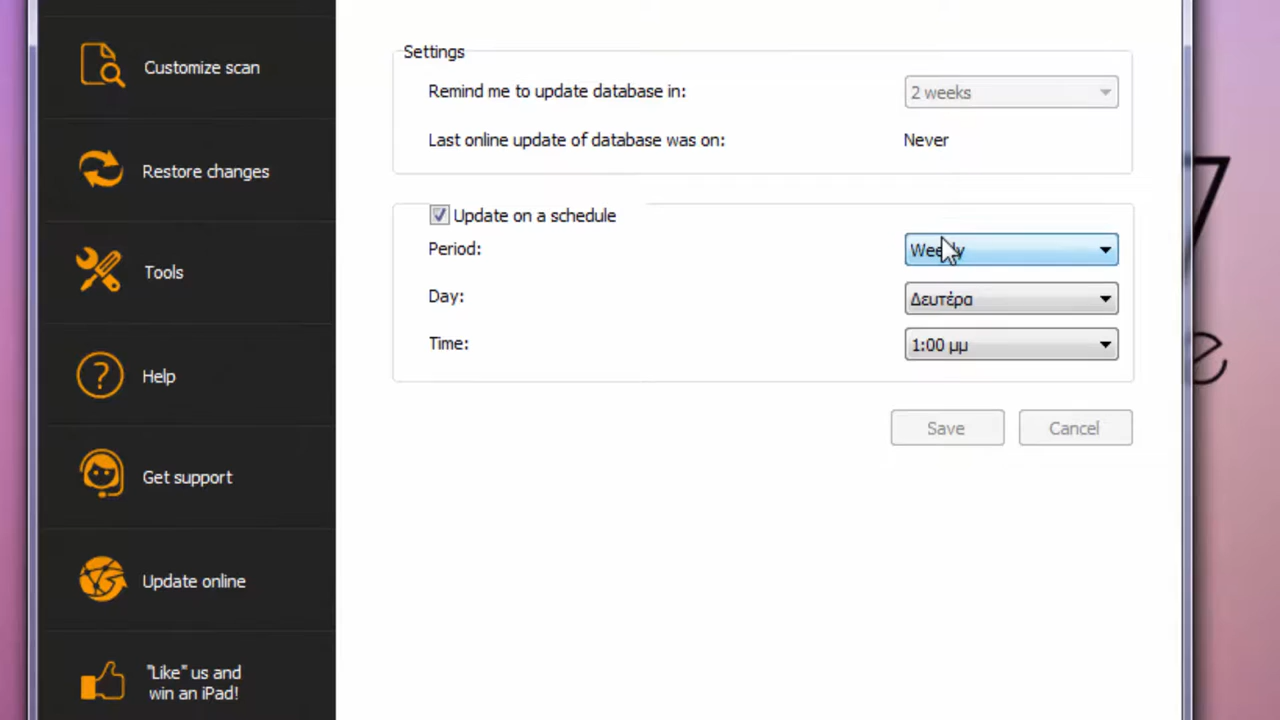 Customize scan
Restore changes
Tools
Help
Get support
Update online
"Like" us and
win an iPad!
Settings
Remind me to update database in: 2 weeks
Last online update of database was on: Never
Update on a schedule
Period: Weekly
Day: Δευτέρα
Time: 1:00 μμ
Save Cancel
7
e